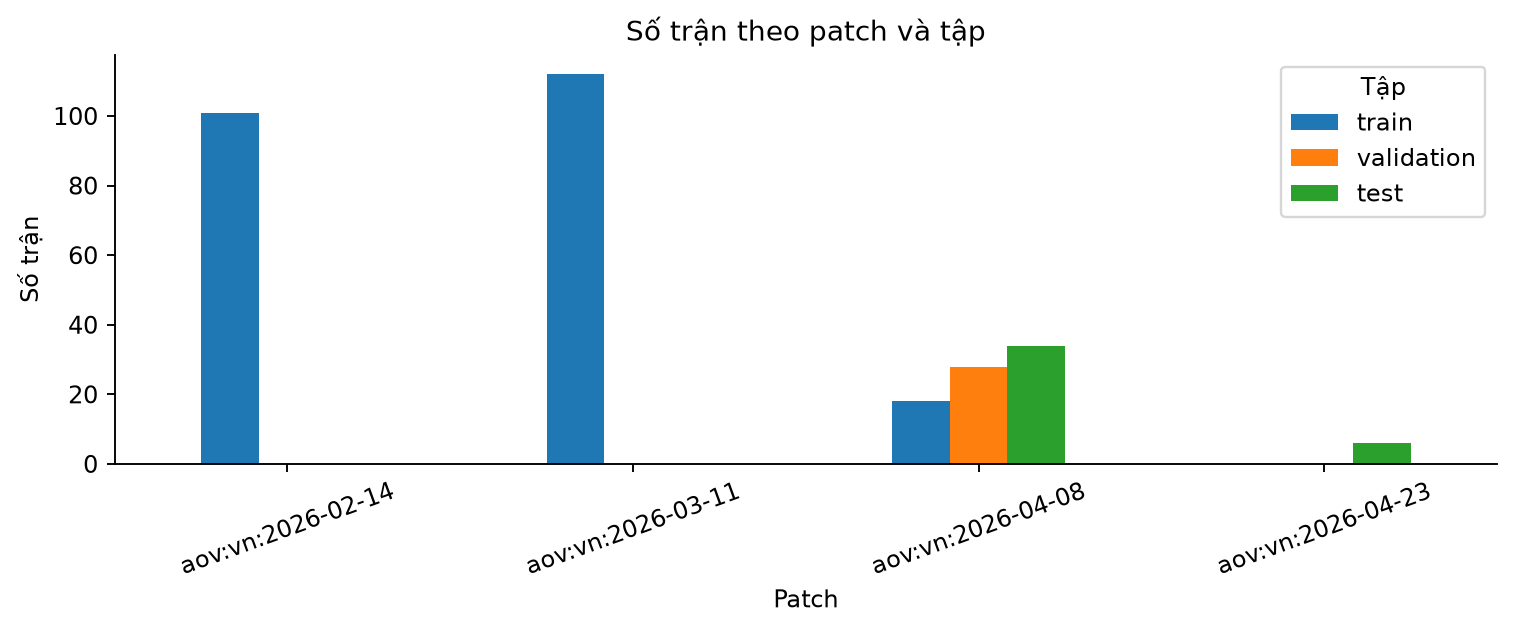 Số trận theo patch và tập
Số trận
100
80
60
40
20
0
Tập
train
validation
test
aov:vn:2026-02-14
aov:vn:2026-03-11
aov:vn:2026-04-08
aov:vn:2026-04-23
Patch